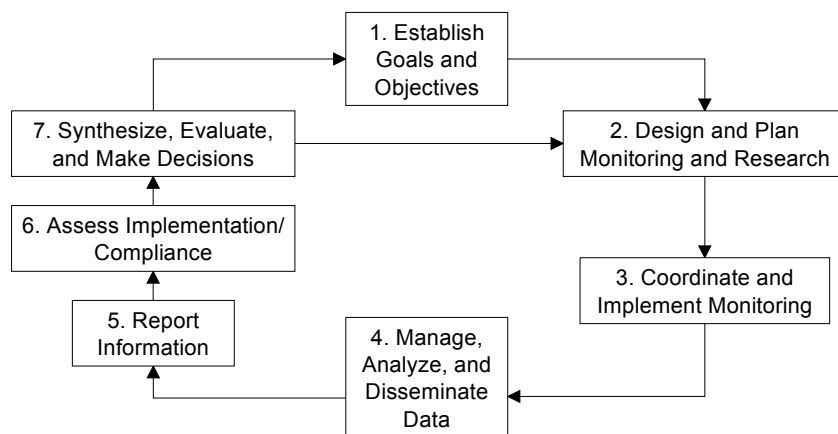 1. Establish
Goals and
Objectives
2. Design and Plan
Monitoring and Research
3. Coordinate and
Implement Monitoring
4. Manage,
Analyze, and
Disseminate
Data
5. Report
Information
6. Assess Implementation/
Compliance
7. Synthesize, Evaluate,
and Make Decisions